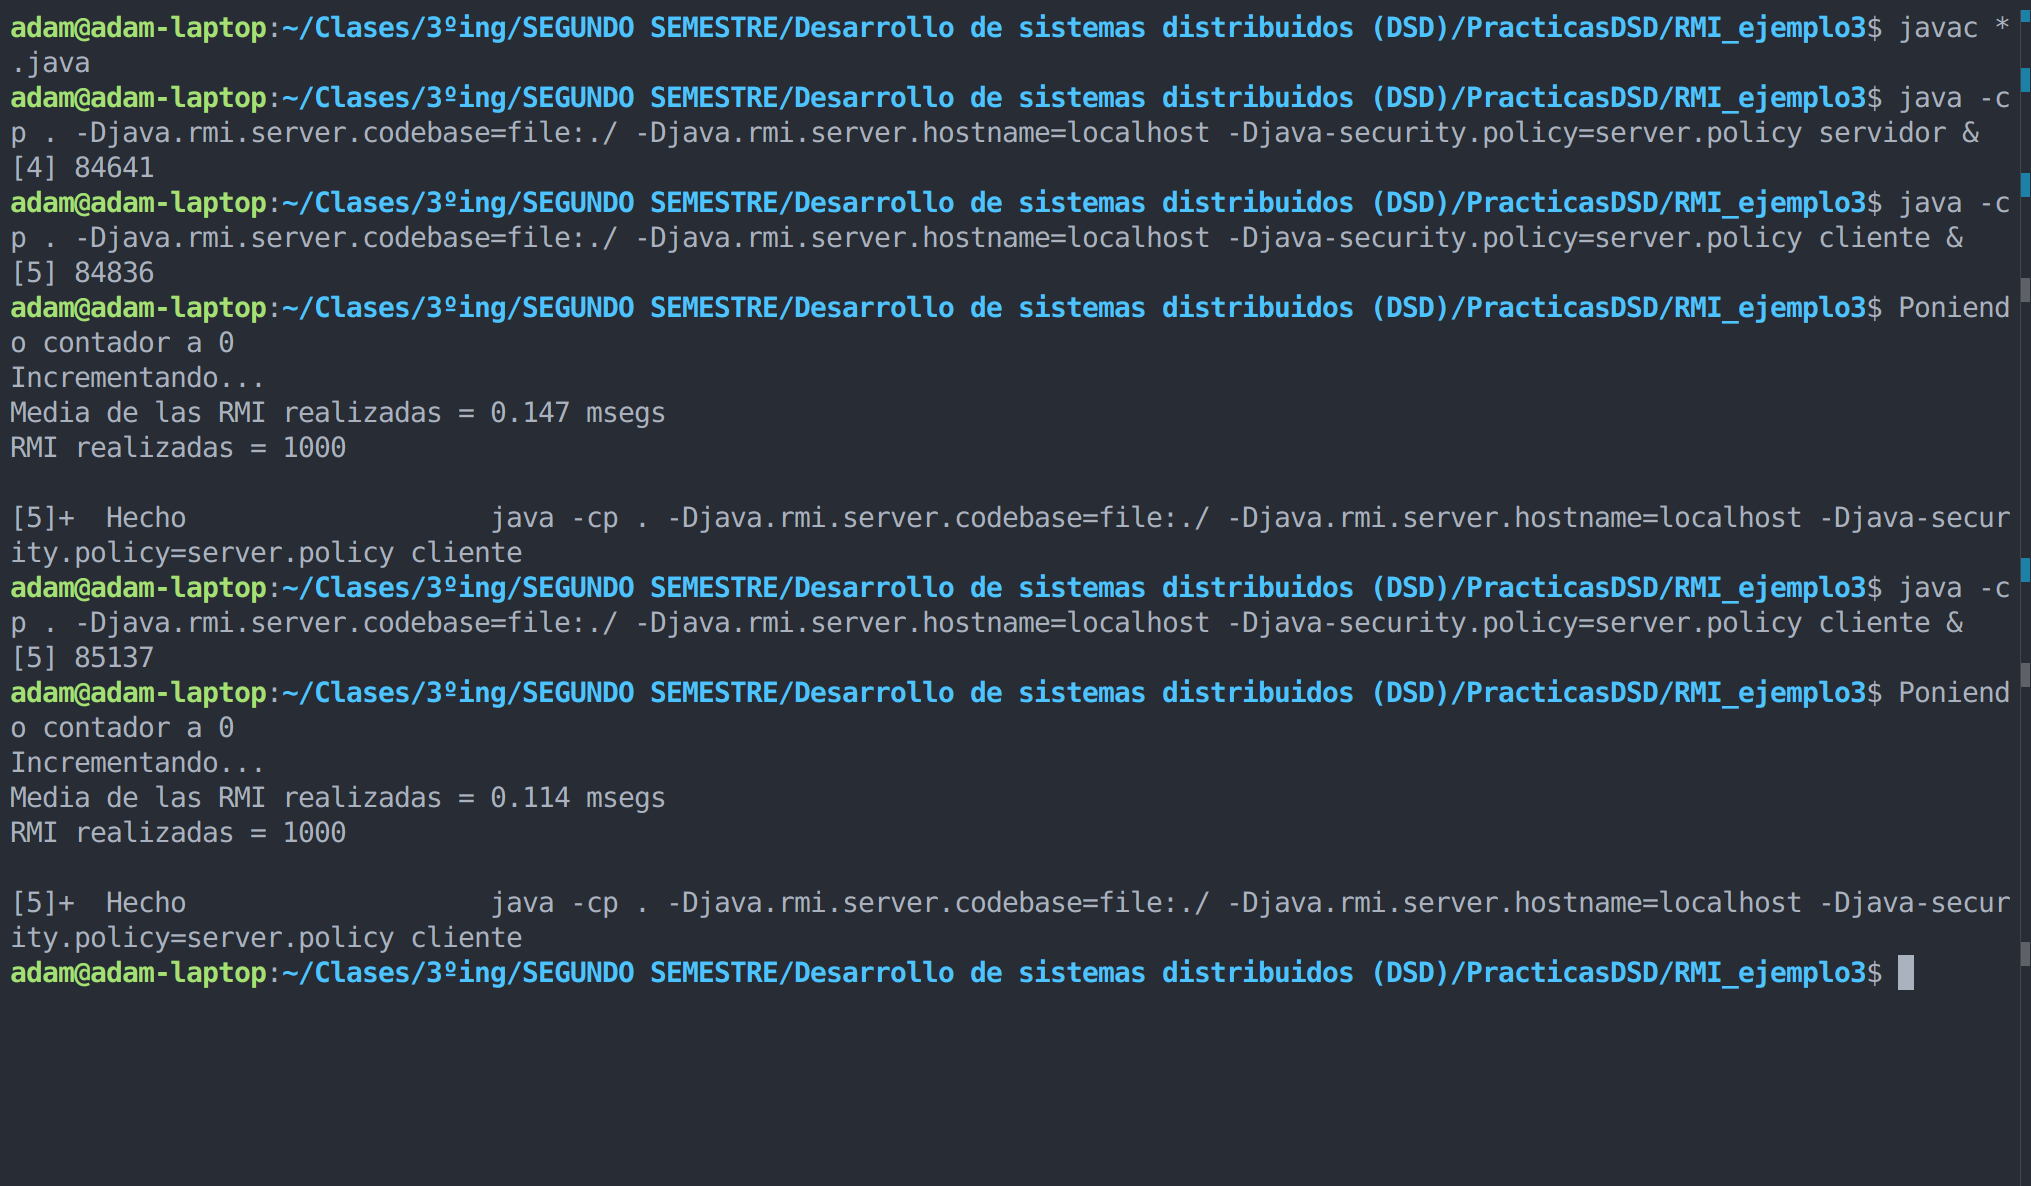 adam@adam-laptop:~/Clases/3ºing/SEGUNDO SEMESTRE/Desarrollo de sistemas distribuidos (DSD)/PracticasDSD/RMI_ejemplo3$ javac *
.java
adam@adam-laptop:~/Clases/3ºing/SEGUNDO SEMESTRE/Desarrollo de sistemas distribuidos (DSD)/PracticasDSD/RMI_ejemplo3$ java -c
p . -Djava.rmi.server.codebase=file:./ -Djava.rmi.server.hostname=localhost -Djava-security.policy=server.policy servidor &
[4] 84641
adam@adam-laptop:~/Clases/3ºing/SEGUNDO SEMESTRE/Desarrollo de sistemas distribuidos (DSD)/PracticasDSD/RMI_ejemplo3$ java -c
p . -Djava.rmi.server.codebase=file:./ -Djava.rmi.server.hostname=localhost -Djava-security.policy=server.policy cliente &
[5] 84836
adam@adam-laptop:~/Clases/3ºing/SEGUNDO SEMESTRE/Desarrollo de sistemas distribuidos (DSD)/PracticasDSD/RMI_ejemplo3$ Poniend
o contador a 0
Incrementando...
Media de las RMI realizadas = 0.147 msegs
RMI realizadas = 1000
[5]+  Hecho                   java -cp . -Djava.rmi.server.codebase=file:./ -Djava.rmi.server.hostname=localhost -Djava-secur
ity.policy=server.policy cliente
adam@adam-laptop:~/Clases/3ºing/SEGUNDO SEMESTRE/Desarrollo de sistemas distribuidos (DSD)/PracticasDSD/RMI_ejemplo3$ java -c
p . -Djava.rmi.server.codebase=file:./ -Djava.rmi.server.hostname=localhost -Djava-security.policy=server.policy cliente &
[5] 85137
adam@adam-laptop:~/Clases/3ºing/SEGUNDO SEMESTRE/Desarrollo de sistemas distribuidos (DSD)/PracticasDSD/RMI_ejemplo3$ Poniend
o contador a 0
Incrementando...
Media de las RMI realizadas = 0.114 msegs
RMI realizadas = 1000
[5]+  Hecho                   java -cp . -Djava.rmi.server.codebase=file:./ -Djava.rmi.server.hostname=localhost -Djava-secur
ity.policy=server.policy cliente
adam@adam-laptop:~/Clases/3ºing/SEGUNDO SEMESTRE/Desarrollo de sistemas distribuidos (DSD)/PracticasDSD/RMI_ejemplo3$